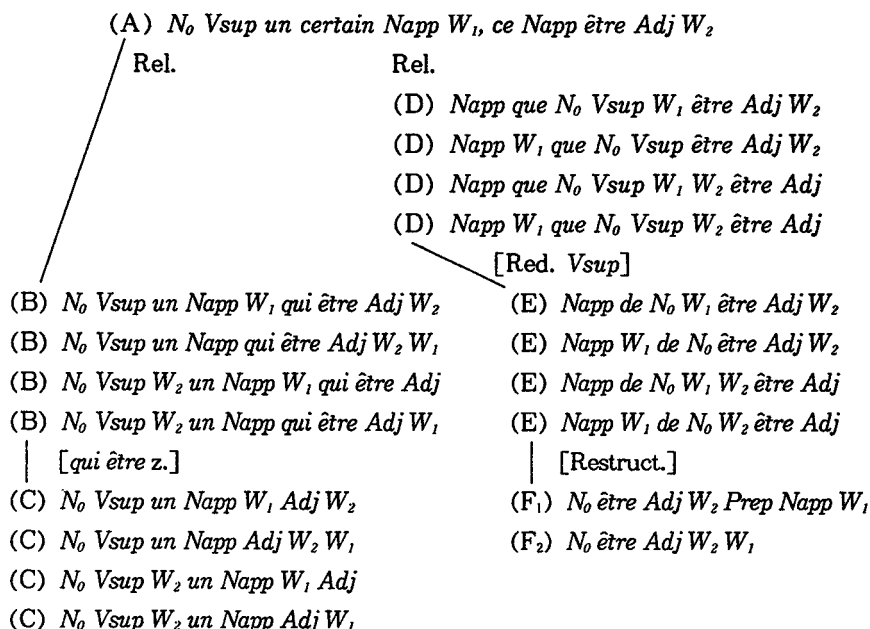 (A) N₀ Vsup un certain Napp W₁, ce Napp être Adj W₂
Rel. Rel.
(D) Napp que N₀ Vsup W₁ être Adj W₂
(D) Napp W₁ que N₀ Vsup être Adj W₂
(D) Napp que N₀ Vsup W₁ W₂ être Adj
(D) Napp W₁ que N₀ Vsup W₂ être Adj
[Red. Vsup]
(B) N₀ Vsup un Napp W₁ qui être Adj W₂ (E) Napp de N₀ W₁ être Adj W₂
(B) N₀ Vsup un Napp qui être Adj W₂ W₁ (E) Napp W₁ de N₀ être Adj W₂
(B) N₀ Vsup W₂ un Napp W₁ qui être Adj (E) Napp de N₀ W₁ W₂ être Adj
(B) N₀ Vsup W₂ un Napp qui être Adj W₁ (E) Napp W₁ de N₀ W₂ être Adj
[qui être z.] [Restruct.]
(C) N₀ Vsup un Napp W₁ Adj W₂ (F₁) N₀ être Adj W₂ Prep Napp W₁
(C) N₀ Vsup un Napp Adj W₂ W₁ (F₂) N₀ être Adj W₂ W₁
(C) N₀ Vsup W₂ un Napp W₁ Adj
(C) N₀ Vsup W₂ un Napp Adj W₁